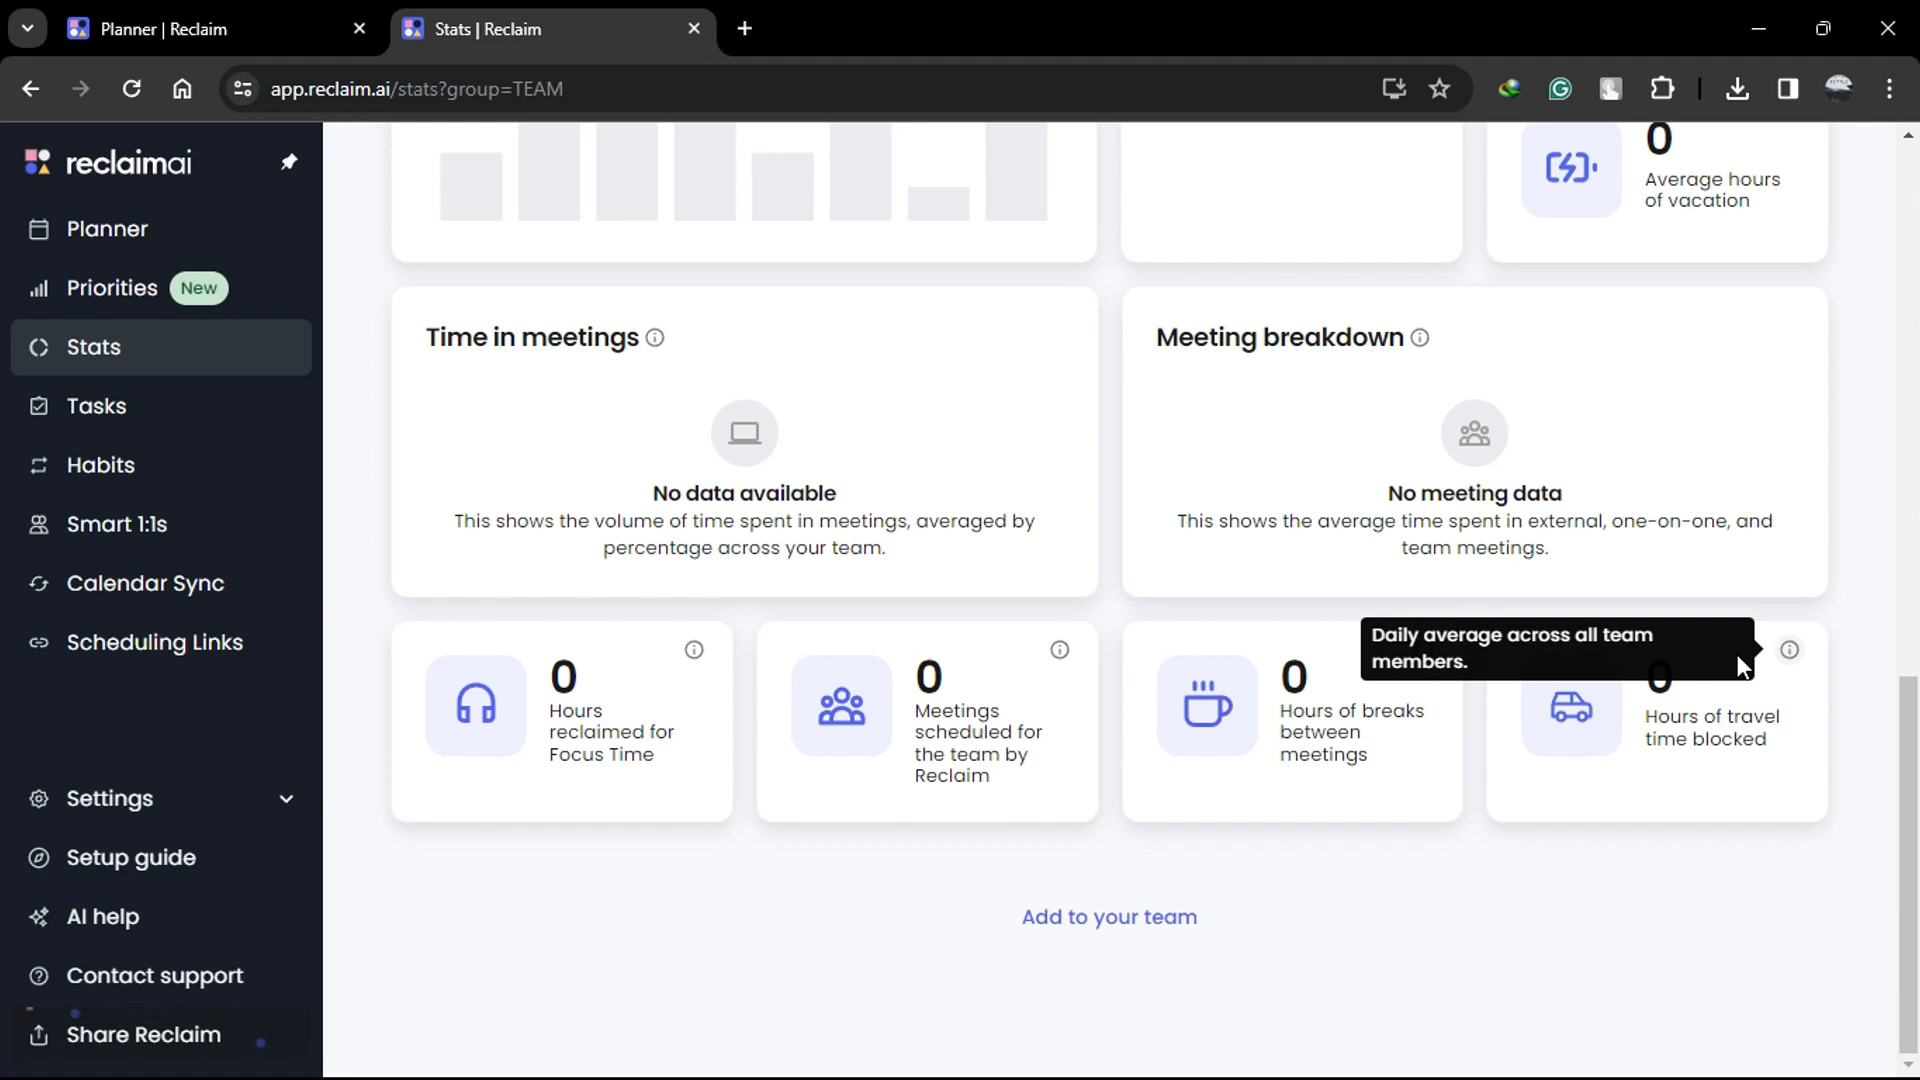 Planner | Reclaim
Stats | Reclaim
app.reclaim.ai/stats?group=TEAM
reclaimai
Planner
Priorities New
Stats
Tasks
Habits
Smart 1:1s
Calendar Sync
Scheduling Links
Settings
Setup guide
AI help
Contact support
Share Reclaim
0
Average hours
of vacation
Time in meetings
No data available
This shows the volume of time spent in meetings, averaged by
percentage across your team.
Meeting breakdown
No meeting data
This shows the average time spent in external, one-on-one, and
team meetings.
0
Hours
reclaimed for
Focus Time
0
Meetings
scheduled for
the team by
Reclaim
0
Hours of breaks
between
meetings
Daily average across all team
members.
0
Hours of travel
time blocked
Add to your team